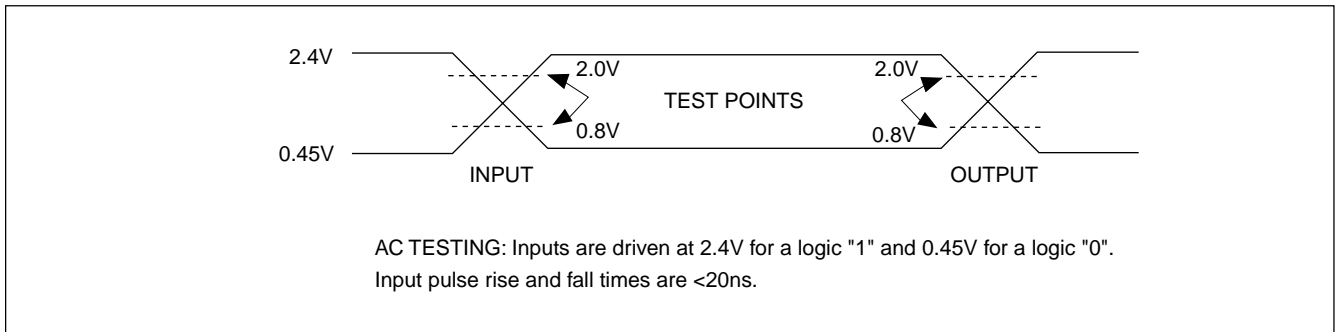 2.4V
2.0V
2.0V
TEST POINTS
0.8V
0.8V
0.45V
INPUT
OUTPUT
AC TESTING: Inputs are driven at 2.4V for a logic "1" and 0.45V for a logic "0".
Input pulse rise and fall times are <20ns.